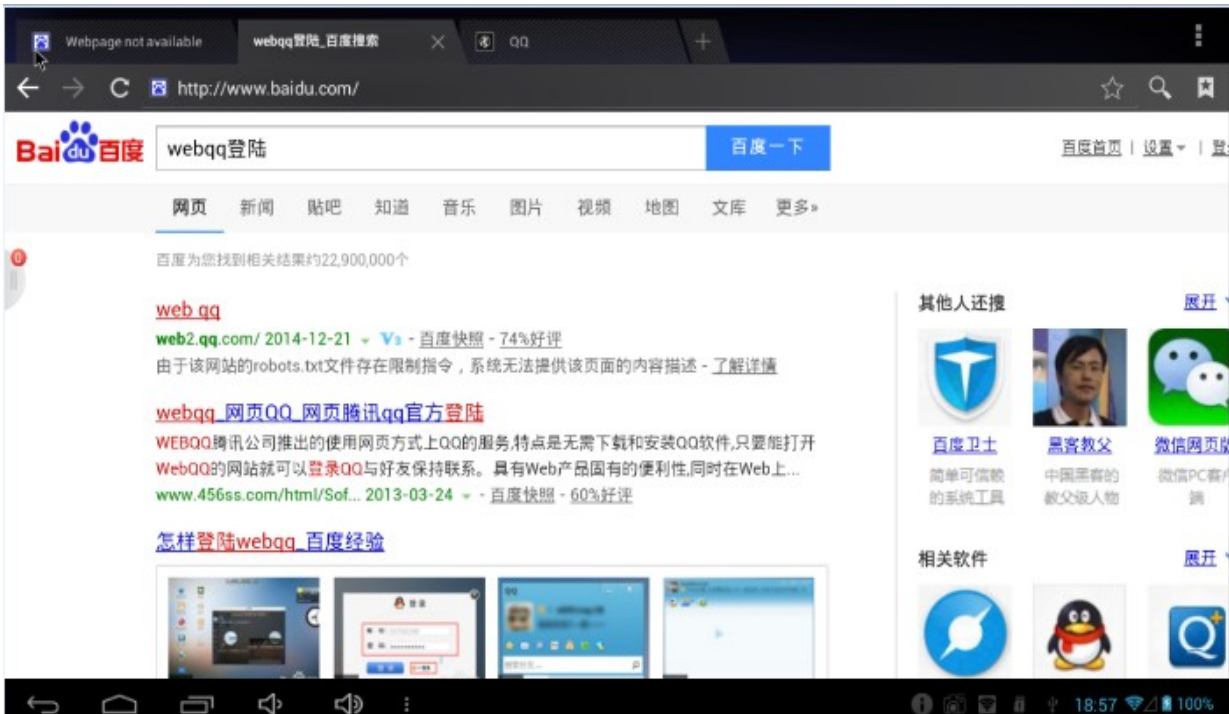 Webpage not available
webqq登陆_百度搜索
QQ
http://www.baidu.com/
Bai du 百度
webqq登陆
百度一下
百度首页 | 设置 | 登
网页 新闻 贴吧 知道 音乐 图片 视频 地图 文库 更多»
0
百度为您找到相关结果约22,900,000个
web qq
web2.qq.com/ 2014-12-21 V3 - 百度快照 - 74%好评
由于该网站的robots.txt文件存在限制指令，系统无法提供该页面的内容描述 - 了解详情
webqq_网页QQ_网页腾讯qq官方登陆
WEBQQ腾讯公司推出的使用网页方式上QQ的服务,特点是无需下载和安装QQ软件,只要能打开
WebQQ的网站就可以登录QQ与好友保持联系。具有Web产品固有的便利性,同时在Web上...
www.456ss.com/html/Sof... 2013-03-24 - 百度快照 - 60%好评
怎样登陆webqq_百度经验
登录
QQ
其他人还搜 展开
百度卫士 黑客教父 微信网页版
简单可信赖 中国黑客的 微信PC客户
的系统工具 教父级人物 端
相关软件 展开
18:57 100%